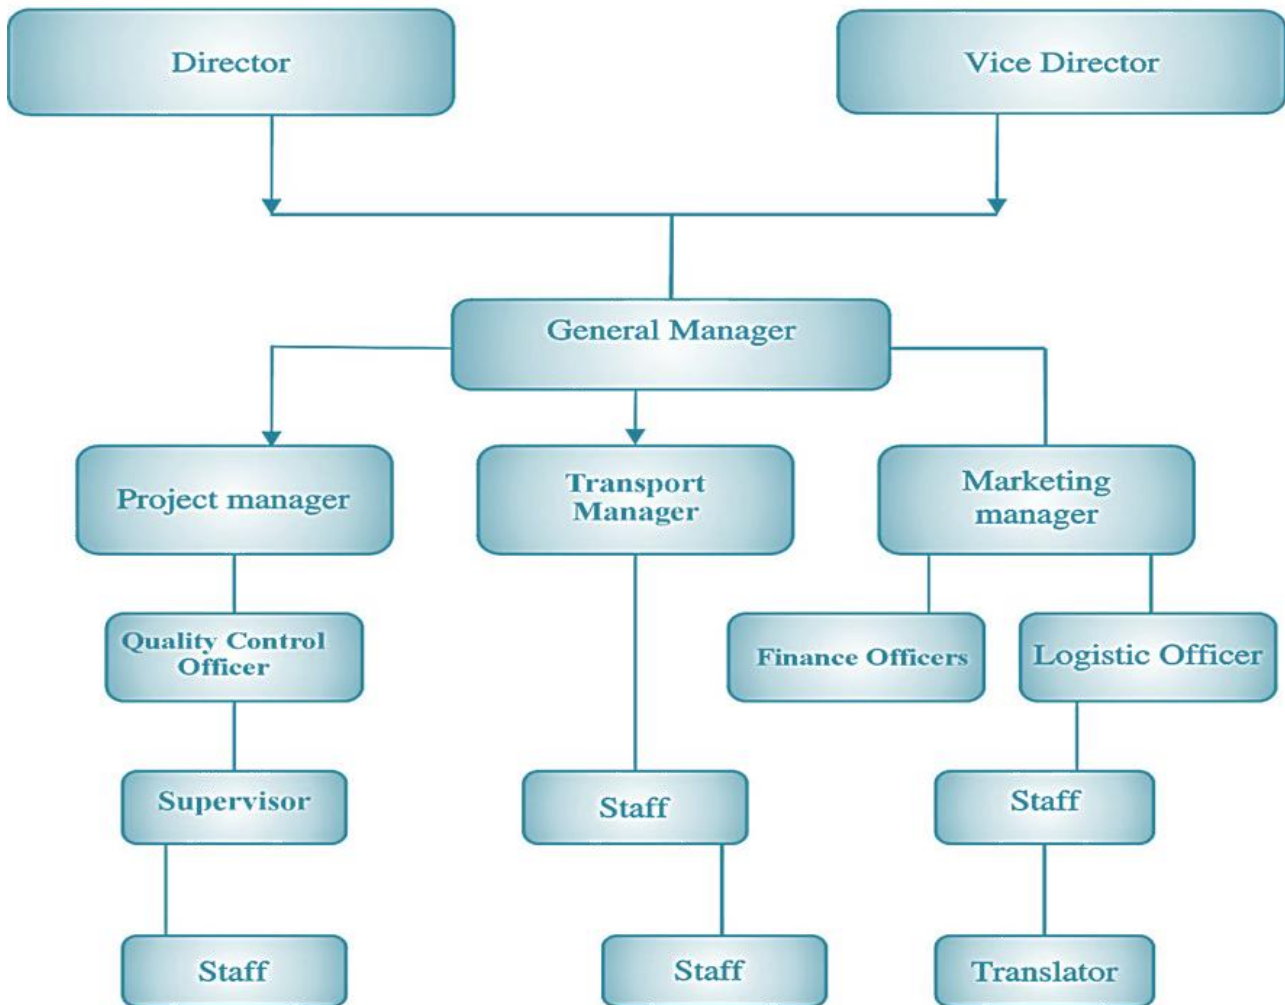 Director
Vice Director
General Manager
Project manager
Transport
Manager
Marketing
manager
Quality Control
Officer
Finance Officers
Logistic Officer
Supervisor
Staff
Staff
Staff
Staff
Translator